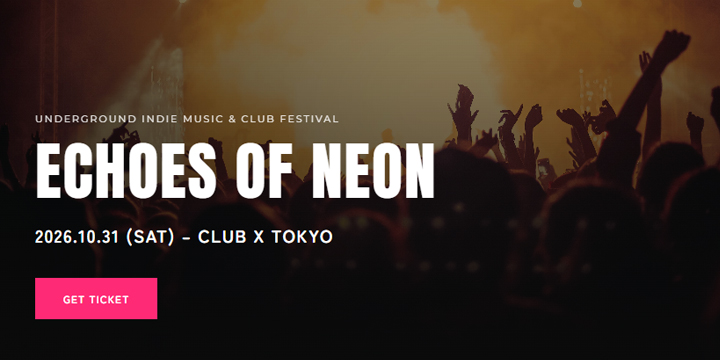 UNDERGROUND INDIE MUSIC & CLUB FESTIVAL
ECHOES OF NEON
2026.10.31 (SAT) – CLUB X TOKYO
GET TICKET